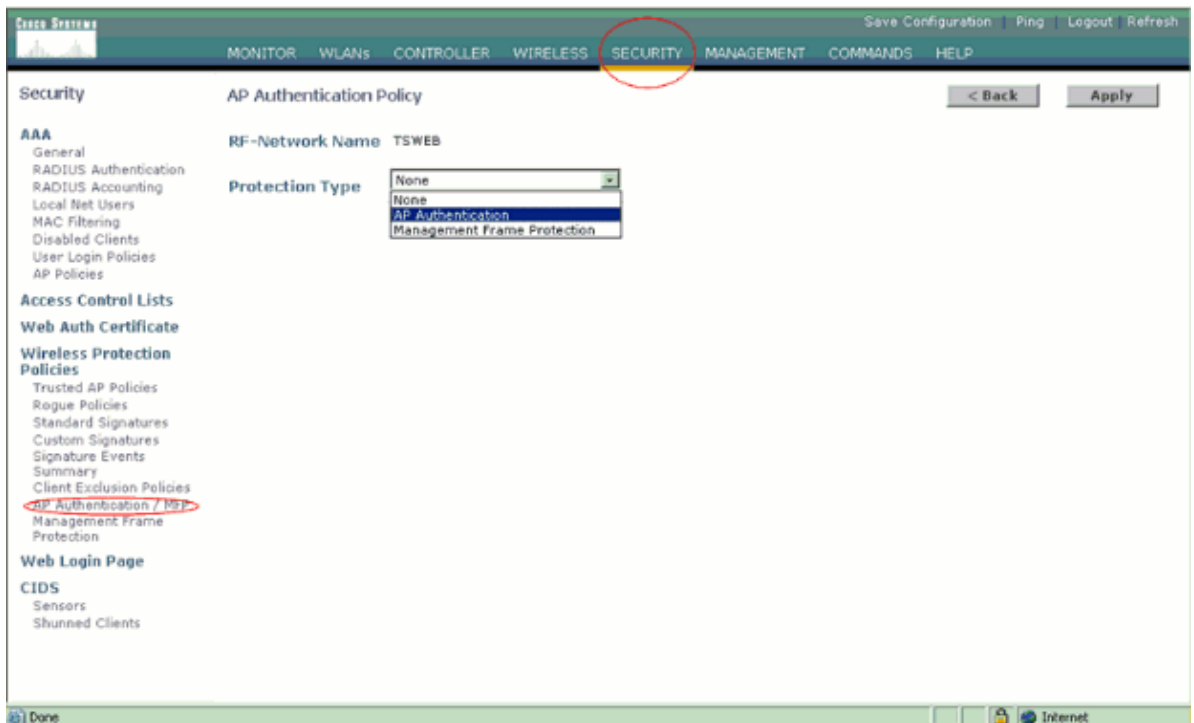 CISCO SYSTEMS
Save Configuration | Ping | Logout | Refresh
MONITOR WLANs CONTROLLER WIRELESS SECURITY MANAGEMENT COMMANDS HELP
Security
AAA
General
RADIUS Authentication
RADIUS Accounting
Local Net Users
MAC Filtering
Disabled Clients
User Login Policies
AP Policies
Access Control Lists
Web Auth Certificate
Wireless Protection
Policies
Trusted AP Policies
Rogue Policies
Standard Signatures
Custom Signatures
Signature Events
Summary
Client Exclusion Policies
AP Authentication / MFP
Management Frame
Protection
Web Login Page
CIDS
Sensors
Shunned Clients
AP Authentication Policy
< Back Apply
RF-Network Name TSWEB
Protection Type None
None
AP Authentication
Management Frame Protection
Done Internet